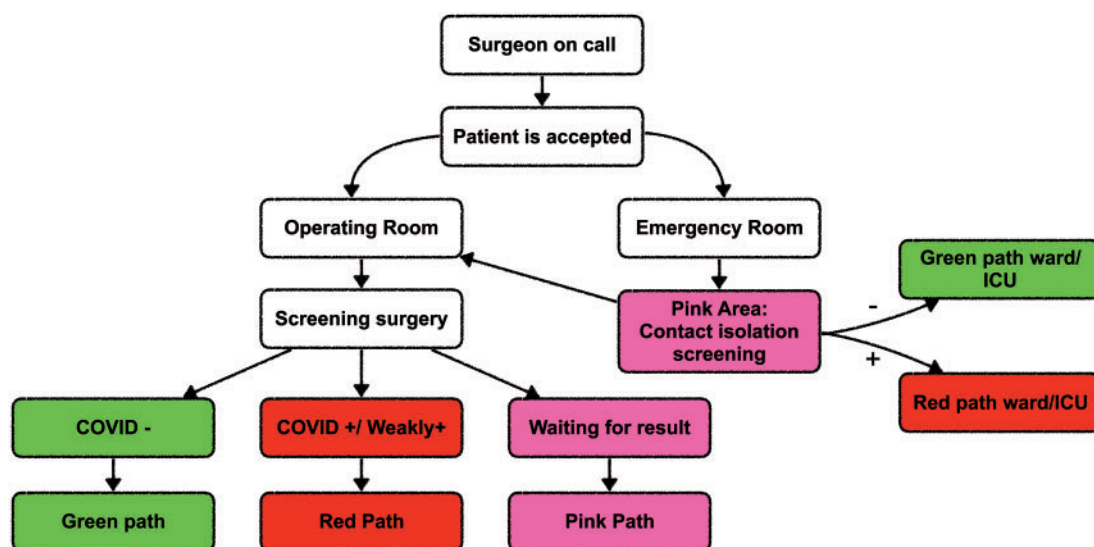 Surgeon on call
Patient is accepted
Operating Room
Emergency Room
Green path ward/
ICU
Screening surgery
Pink Area:
Contact isolation
screening
-
+
Red path ward/ICU
COVID -
COVID +/ Weakly+
Waiting for result
Green path
Red Path
Pink Path